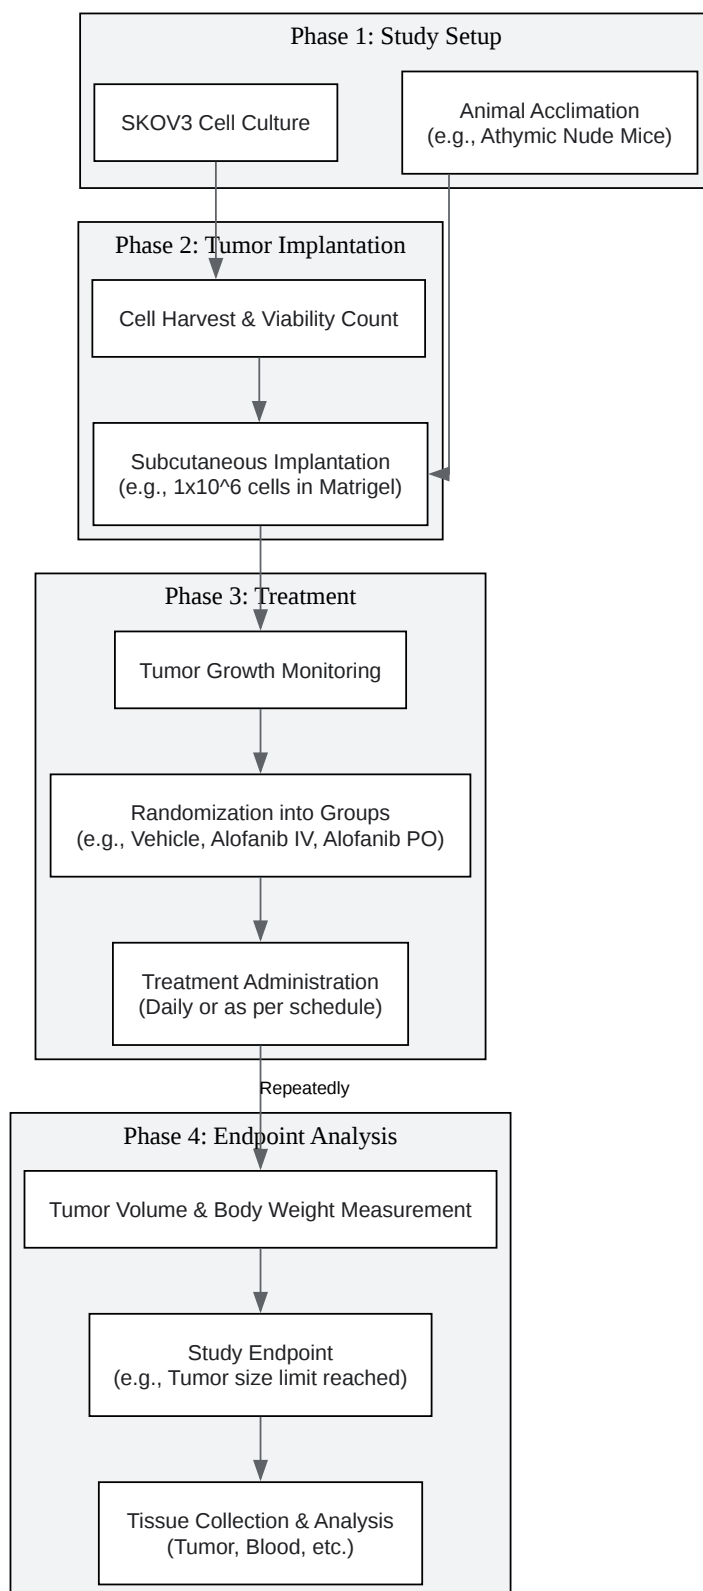 Phase 1: Study Setup
SKOV3 Cell Culture
Animal Acclimation
(e.g., Athymic Nude Mice)
Phase 2: Tumor Implantation
Cell Harvest & Viability Count
Subcutaneous Implantation
(e.g., 1x10^6 cells in Matrigel)
Phase 3: Treatment
Tumor Growth Monitoring
Randomization into Groups
(e.g., Vehicle, Alofanib IV, Alofanib PO)
Treatment Administration
(Daily or as per schedule)
Repeatedly
Phase 4: Endpoint Analysis
Tumor Volume & Body Weight Measurement
Study Endpoint
(e.g., Tumor size limit reached)
Tissue Collection & Analysis
(Tumor, Blood, etc.)